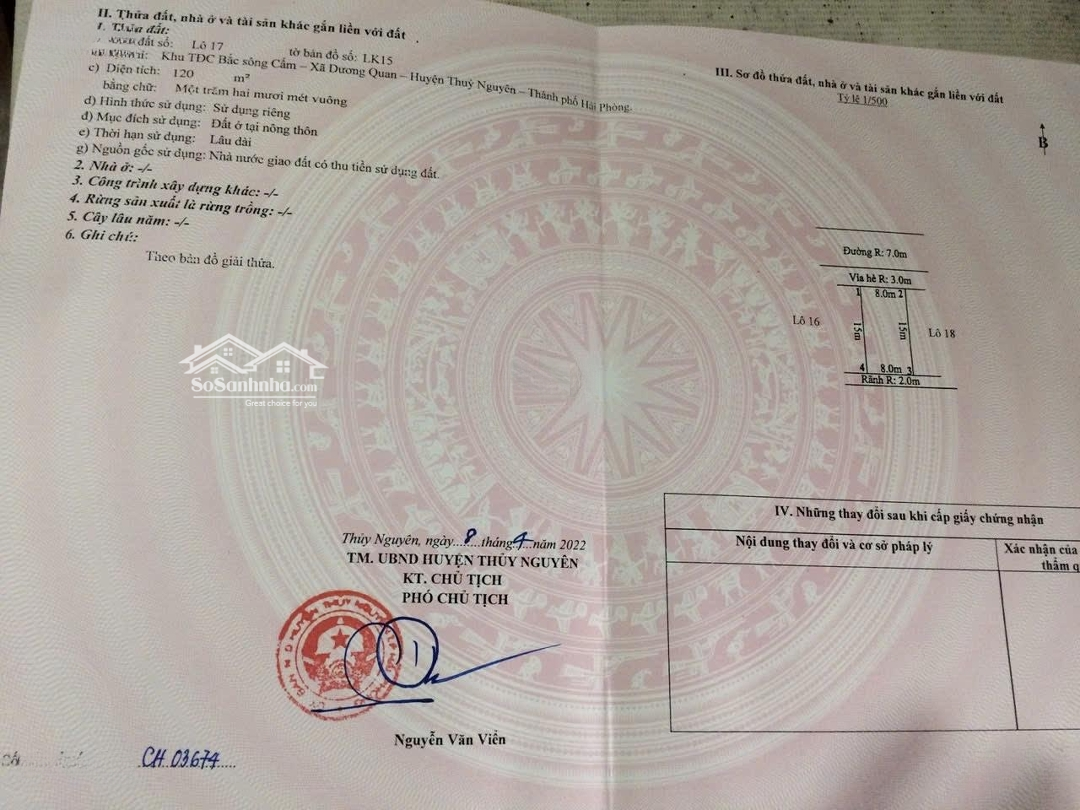 II. Thửa đất, nhà ở và tài sản khác gắn liền với đất
1. Thửa đất:
đất số: Lô 17 tờ bản đồ số: LK15
Khu TDC Bắc sông Cấm – Xã Dương Quan – Huyện Thuỷ Nguyên – Thành phố Hải Phòng.
c) Diện tích: 120 m²
bằng chữ: Một trăm hai mươi mét vuông
d) Hình thức sử dụng: Sử dụng riêng
đ) Mục đích sử dụng: Đất ở tại nông thôn
e) Thời hạn sử dụng: Lâu dài
g) Nguồn gốc sử dụng: Nhà nước giao đất có thu tiền sử dụng đất.
2. Nhà ở: -/-
3. Công trình xây dựng khác: -/-
4. Rừng sản xuất là rừng trồng: -/-
5. Cây lâu năm: -/-
6. Ghi chú:
Theo bản đồ giải thửa.
SoSanhnha.com
Great choice for you
Thủy Nguyên, ngày 8 tháng 4 năm 2022
TM. UBND HUYỆN THỦY NGUYÊN
KT. CHỦ TỊCH
PHÓ CHỦ TỊCH
Nguyễn Văn Viển
CH 03674
III. Sơ đồ thửa đất, nhà ở và tài sản khác gắn liền với đất
Tỷ lệ 1/500
B
Đường R: 7.0m
Vỉa hè R: 3.0m
1 8.0m 2
Lô 16 15m 15m Lô 18
4 8.0m 3
Rãnh R: 2.0m
IV. Những thay đổi sau khi cấp giấy chứng nhận
Nội dung thay đổi và cơ sở pháp lý
Xác nhận của
thẩm q